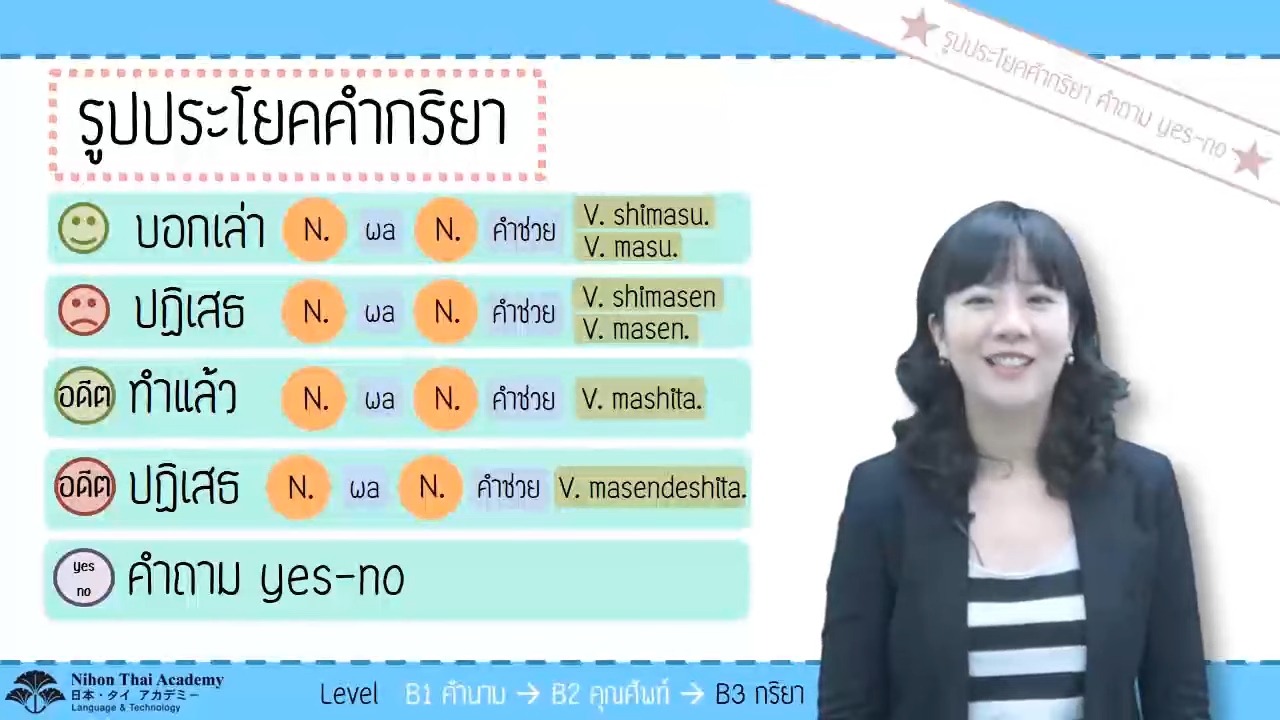 รูปประโยคคำกริยา คำถาม yes-no
รูปประโยคคำกริยา
บอกเล่า N. ผล N. คำช่วย V. shimasu.
V. masu.
ปฏิเสธ N. ผล N. คำช่วย V. shimasen
V. masen.
อดีต ทำแล้ว N. ผล N. คำช่วย V. mashita.
อดีต ปฏิเสธ N. ผล N. คำช่วย V. masendeshita.
yes
no
คำถาม yes-no
Nihon Thai Academy
日本・タイ アカデミー
Language & Technology
Level B1 คำนาม → B2 คุณศัพท์ → B3 กริยา